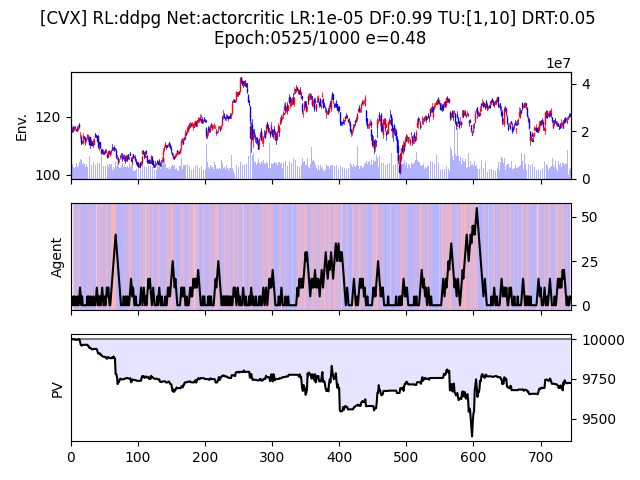 [CVX] RL:ddpg Net:actorcritic LR:1e-05 DF:0.99 TU:[1,10] DRT:0.05
Epoch:0525/1000 e=0.48
1e7
Env.
120
100
4
2
0
Agent
50
25
0
PV
10000
9750
9500
0 100 200 300 400 500 600 700